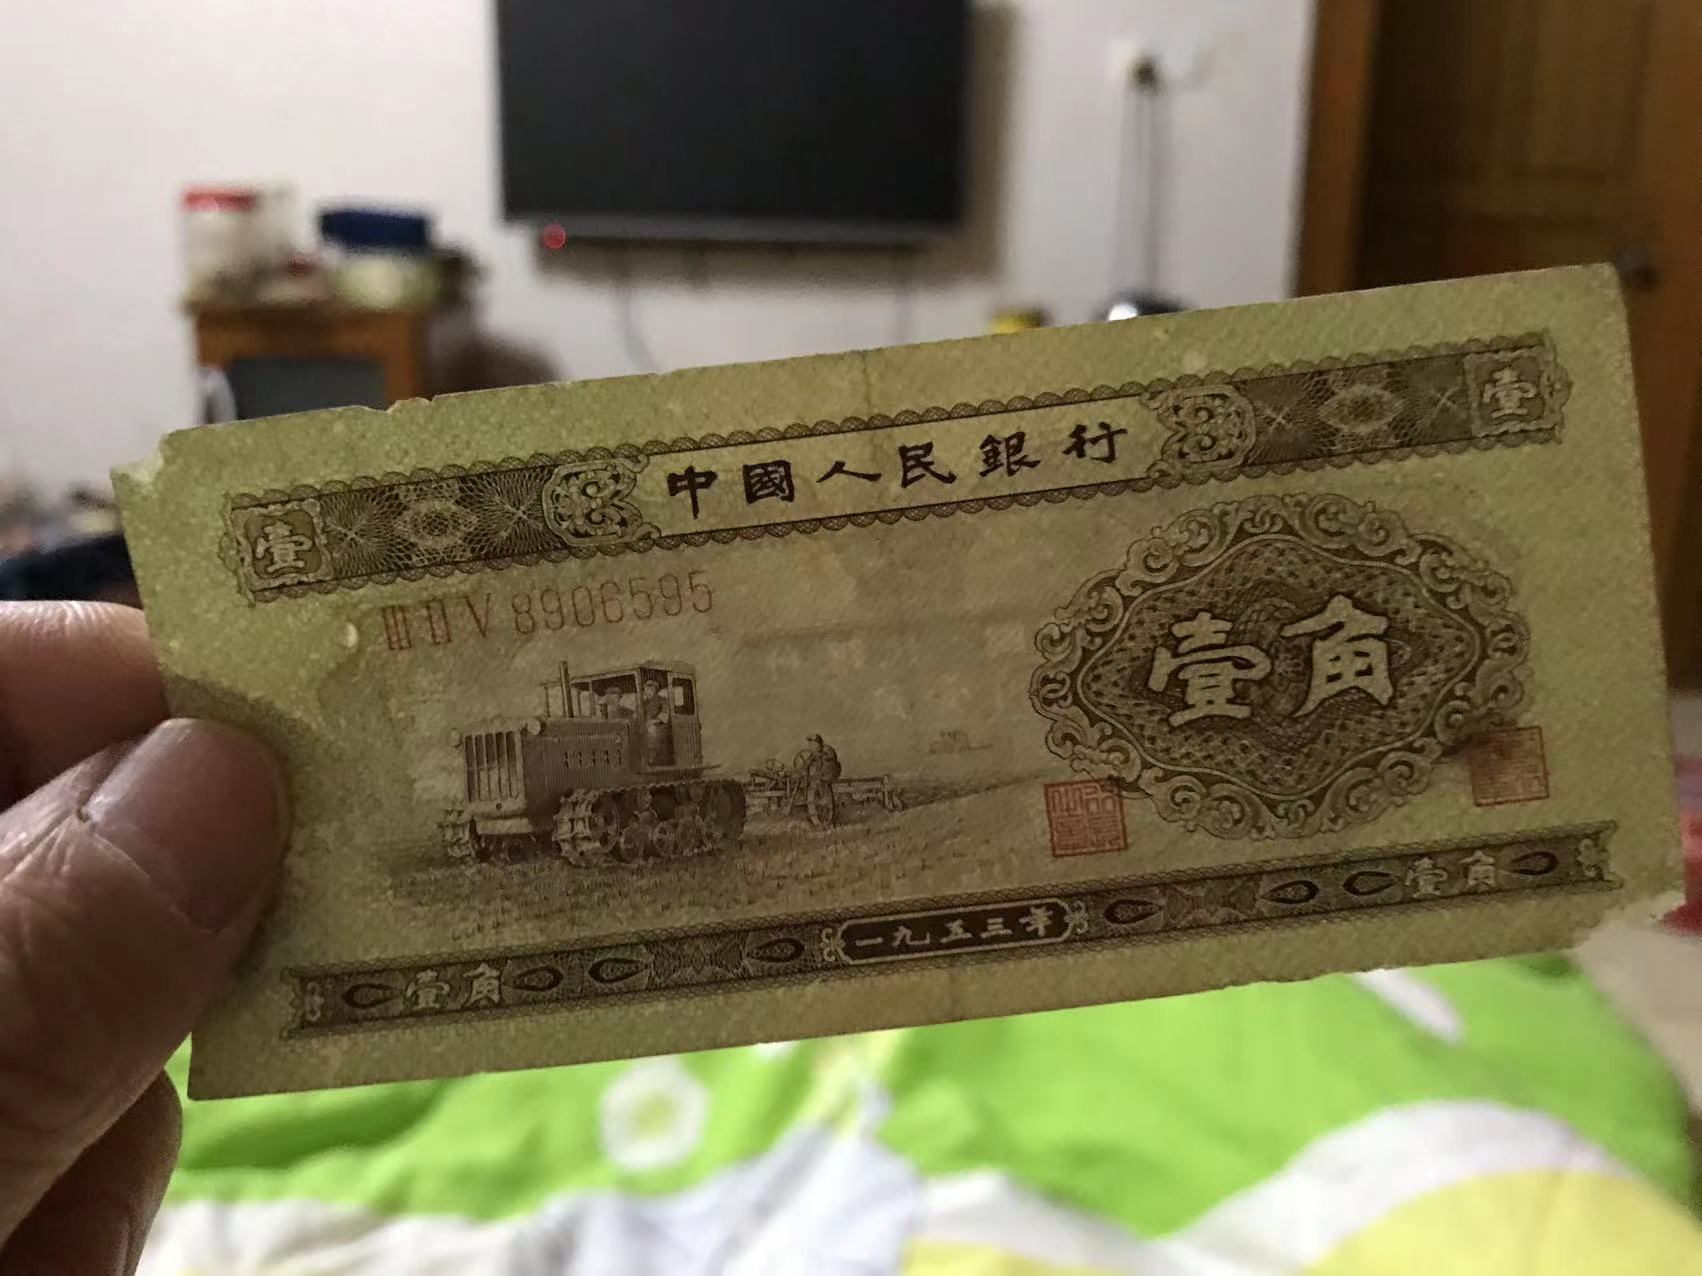 中國人民銀行
壹
壹
III II V 8906595
壹角
一九五三年
壹角
壹角